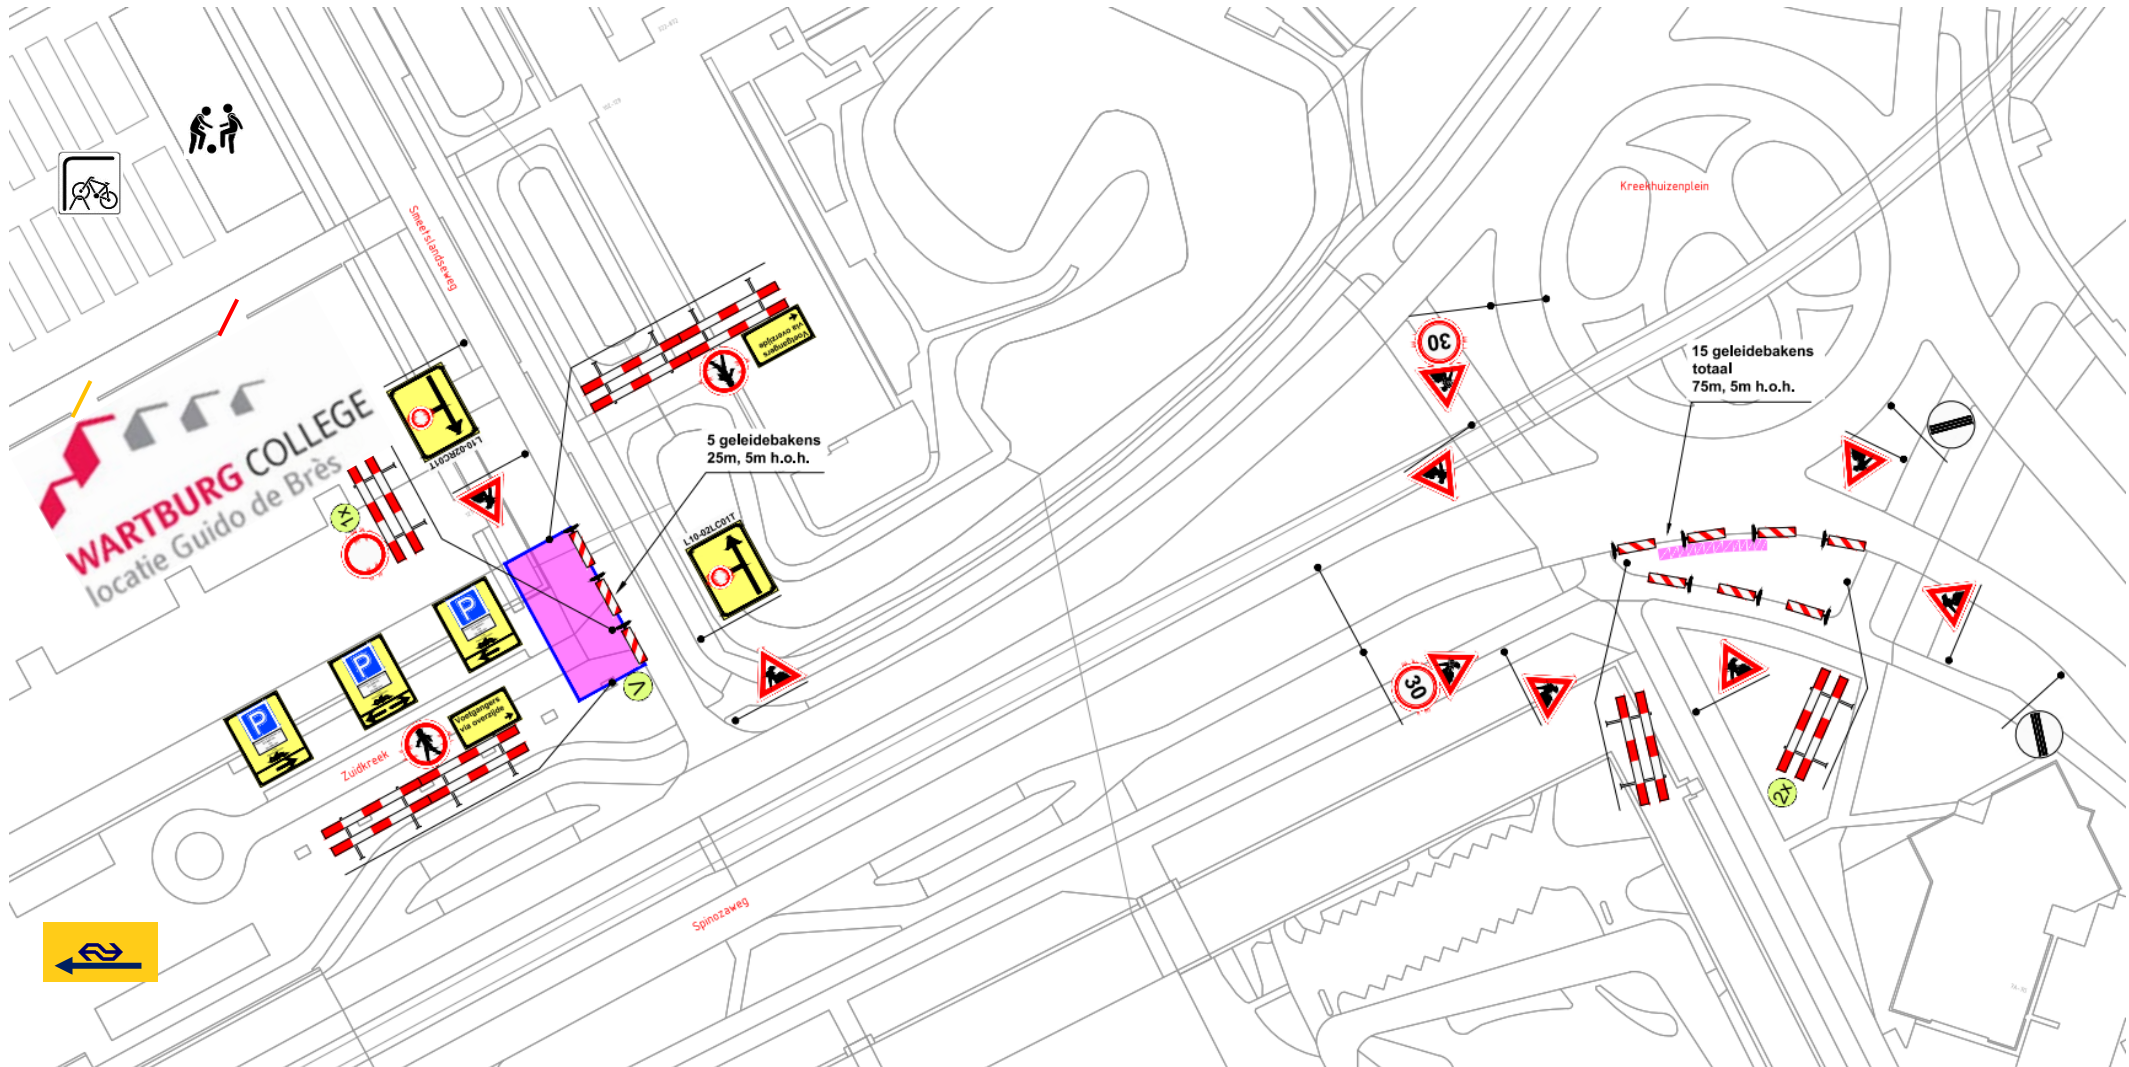 Smeetslandseweg
Kreekhuizenplein
WARTBURG COLLEGE
locatie Guido de Brès
L10-02RC01T
1x
Voetgangers
via overzijde
5 geleidebakens
25m, 5m h.o.h.
L10-02LC01T
30
15 geleidebakens
totaal
75m, 5m h.o.h.
P
P
P
V
Voetgangers
via overzijde
Zuidkreek
30
2x
Spinozaweg